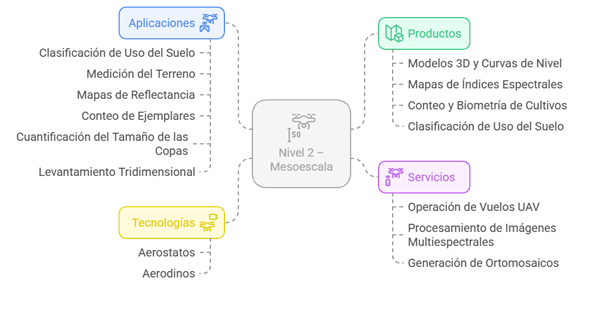 Aplicaciones
Clasificación de Uso del Suelo
Medición del Terreno
Mapas de Reflectancia
Conteo de Ejemplares
Cuantificación del Tamaño de las
Copas
Levantamiento Tridimensional
Tecnologías
Aerostatos
Aerodinos
50
Nivel 2 –
Mesoescala
Productos
Modelos 3D y Curvas de Nivel
Mapas de Índices Espectrales
Conteo y Biometría de Cultivos
Clasificación de Uso del Suelo
Servicios
Operación de Vuelos UAV
Procesamiento de Imágenes
Multiespectrales
Generación de Ortomosaicos